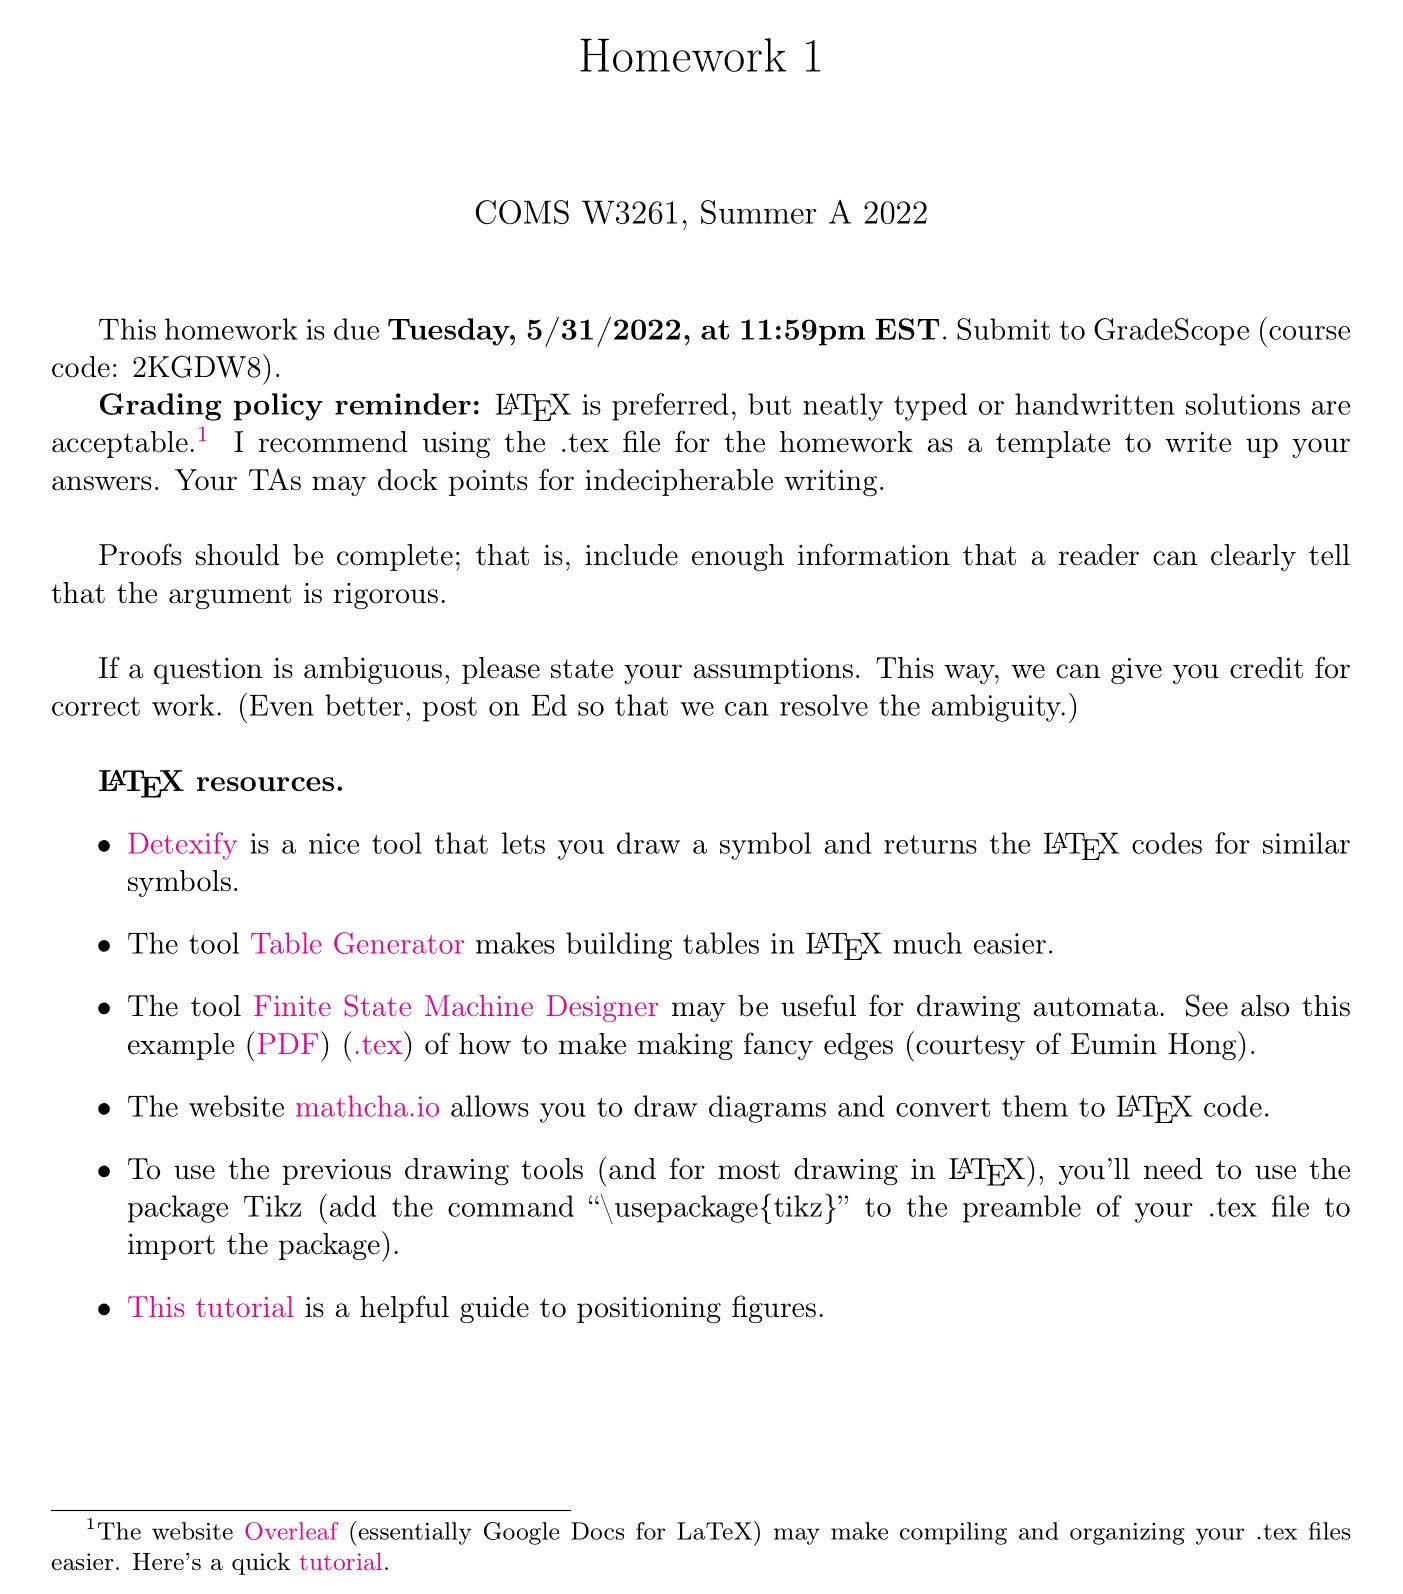 Homework 1
COMS W3261, Summer A 2022
This homework is due Tuesday, 5/31/2022, at 11:59pm EST. Submit to GradeScope (course
code: 2KGDW8).
Grading policy reminder: LATEX is preferred, but neatly typed or handwritten solutions are
acceptable.1 I recommend using the .tex file for the homework as a template to write up your
answers. Your TAs may dock points for indecipherable writing.
Proofs should be complete; that is, include enough information that a reader can clearly tell
that the argument is rigorous.
If a question is ambiguous, please state your assumptions. This way, we can give you credit for
correct work. (Even better, post on Ed so that we can resolve the ambiguity.)
LATEX resources.
• Detexify is a nice tool that lets you draw a symbol and returns the LATEX codes for similar
symbols.
• The tool Table Generator makes building tables in LATEX much easier.
• The tool Finite State Machine Designer may be useful for drawing automata. See also this
example (PDF) (.tex) of how to make making fancy edges (courtesy of Eumin Hong).
• The website mathcha.io allows you to draw diagrams and convert them to LATEX code.
• To use the previous drawing tools (and for most drawing in LATEX), you'll need to use the
package Tikz (add the command “\usepackage{tikz}” to the preamble of your .tex file to
import the package).
• This tutorial is a helpful guide to positioning figures.
1The website Overleaf (essentially Google Docs for LaTeX) may make compiling and organizing your .tex files
easier. Here's a quick tutorial.